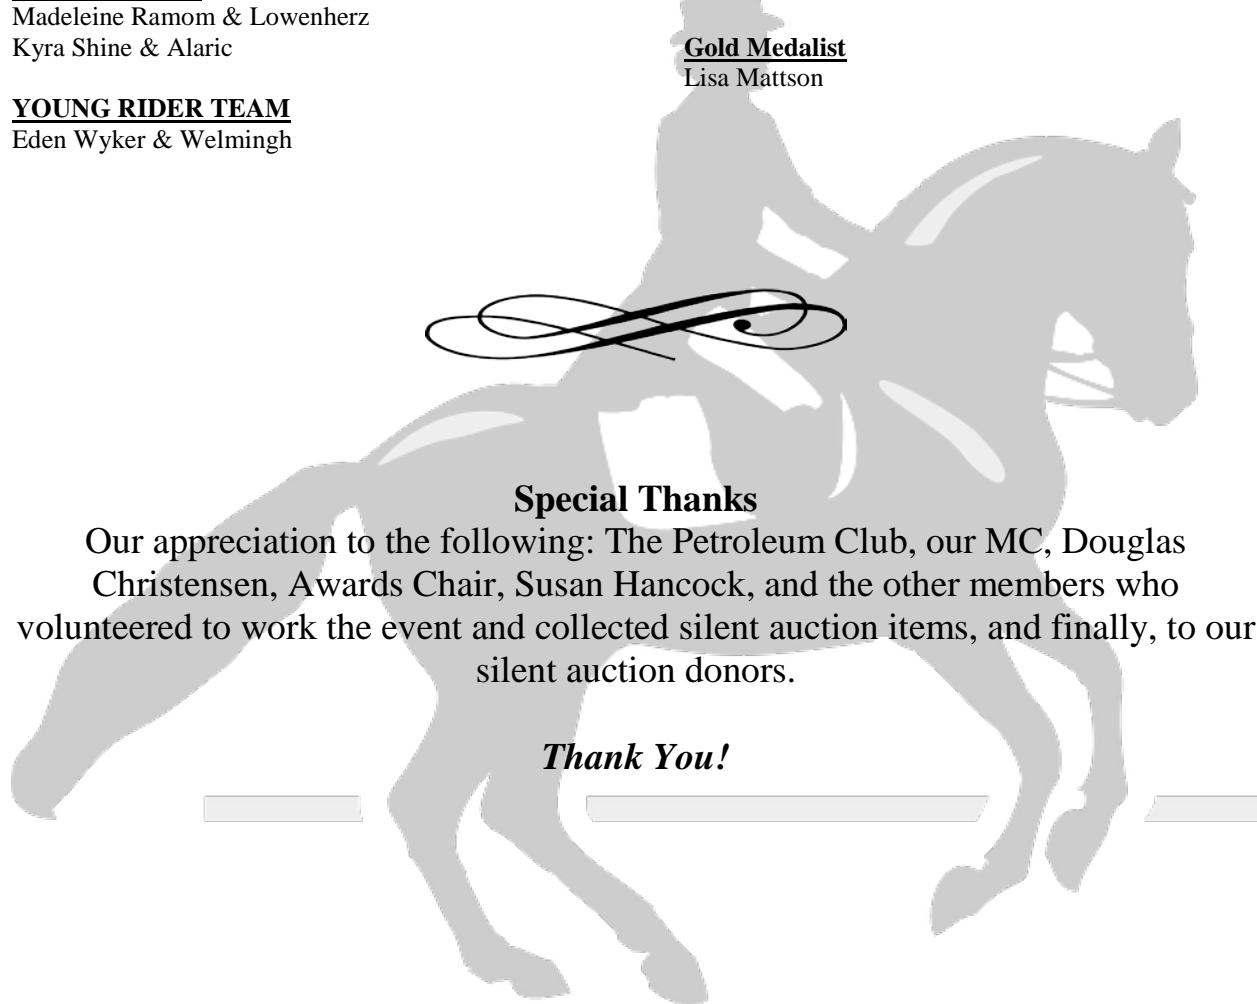 Madeleine Ramom & Lowenherz
Kyra Shine & Alaric
YOUNG RIDER TEAM
Eden Wyker & Welmingh
Gold Medalist
Lisa Mattson
Special Thanks
Our appreciation to the following: The Petroleum Club, our MC, Douglas
Christensen, Awards Chair, Susan Hancock, and the other members who
volunteered to work the event and collected silent auction items, and finally, to our
silent auction donors.
Thank You!